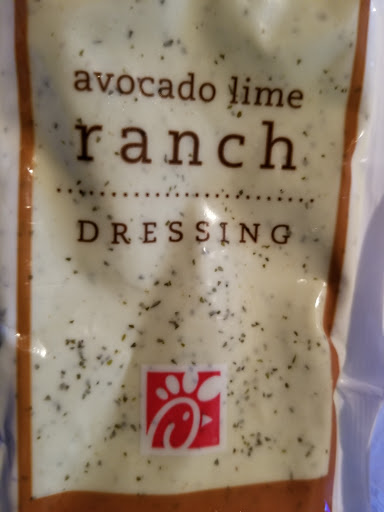 avocado lime
ranch
DRESSING